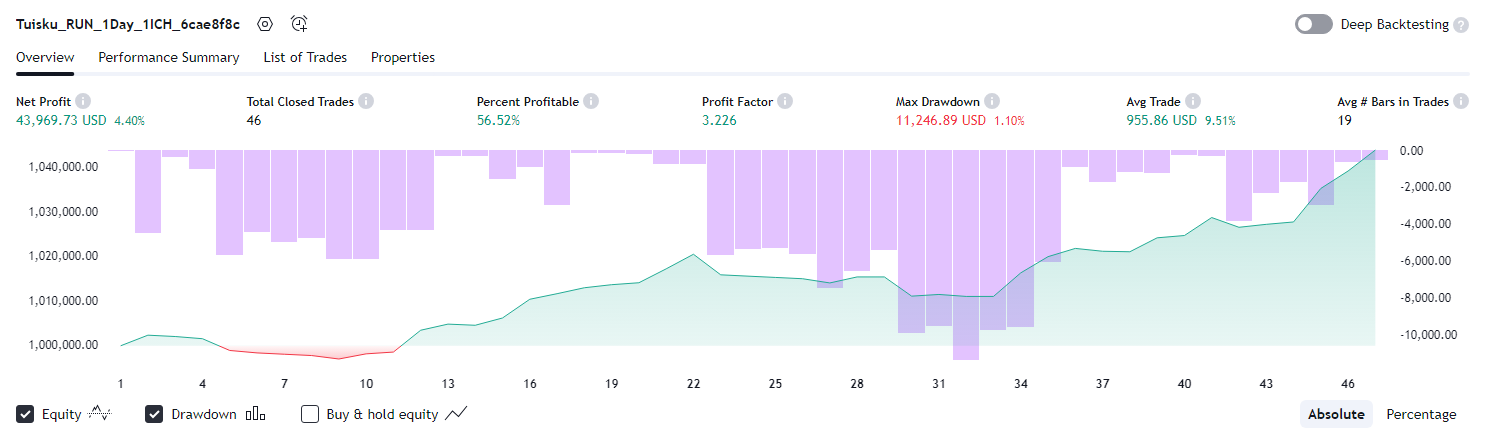 Tuisku_RUN_1Day_1ICH_6cae8f8c Deep Backtesting ?
Overview Performance Summary List of Trades Properties
Net Profit i Total Closed Trades i Percent Profitable i Profit Factor i Max Drawdown i Avg Trade i Avg # Bars in Trades i
43,969.73 USD 4.40% 46 56.52% 3.226 11,246.89 USD 1.10% 955.86 USD 9.51% 19
1,040,000.00
1,030,000.00
1,020,000.00
1,010,000.00
1,000,000.00
0.00
-2,000.00
-4,000.00
-6,000.00
-8,000.00
-10,000.00
1 4 7 10 13 16 19 22 25 28 31 34 37 40 43 46
Equity Drawdown Buy & hold equity Absolute Percentage